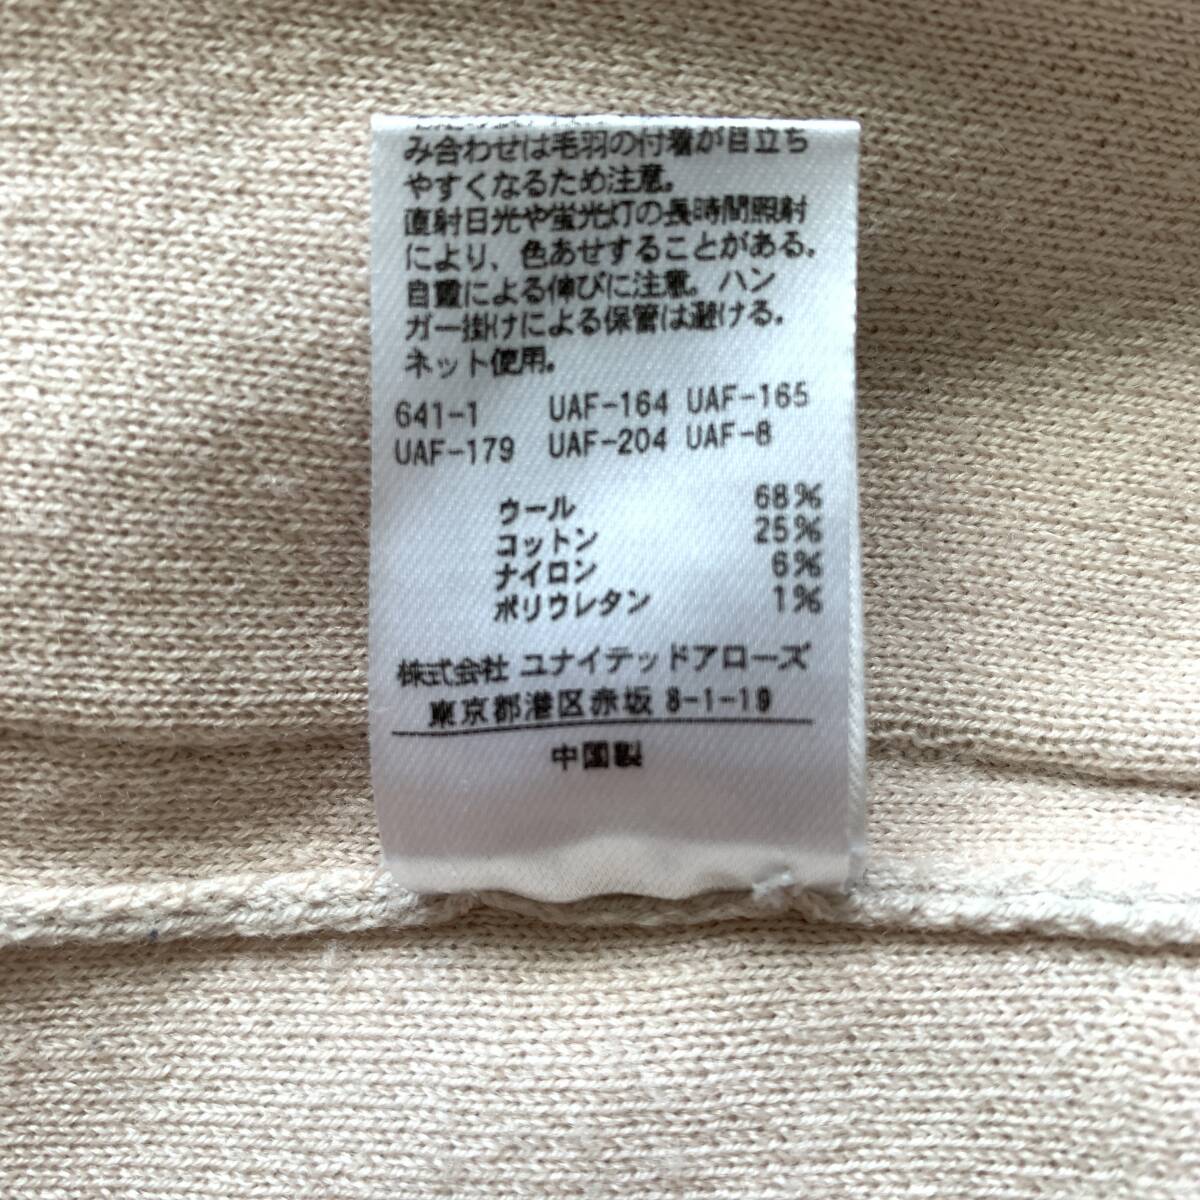 み合わせは毛羽の付着が目立ち
やすくなるため注意。
直射日光や蛍光灯の長時間照射
により、色あせすることがある。
自重による伸びに注意。ハン
ガー掛けによる保管は避ける。
ネット使用。
641-1 UAF-164 UAF-165
UAF-179 UAF-204 UAF-8
ウール 68%
コットン 25%
ナイロン 6%
ポリウレタン 1%
株式会社 ユナイテッドアローズ
東京都港区赤坂 8-1-19
中国製